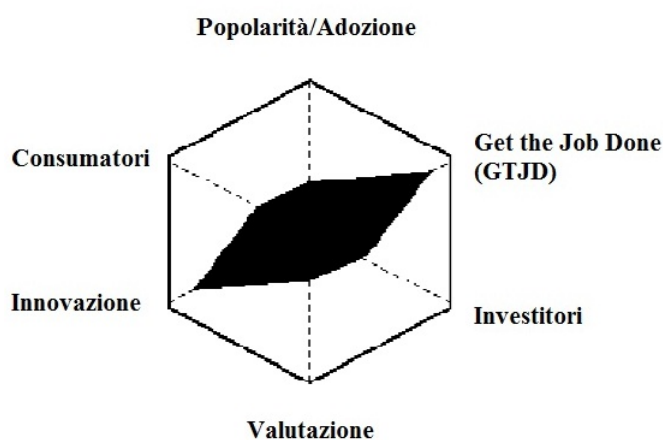 Popolarità/Adozione
Consumatori
Get the Job Done
(GTJD)
Innovazione
Investitori
Valutazione